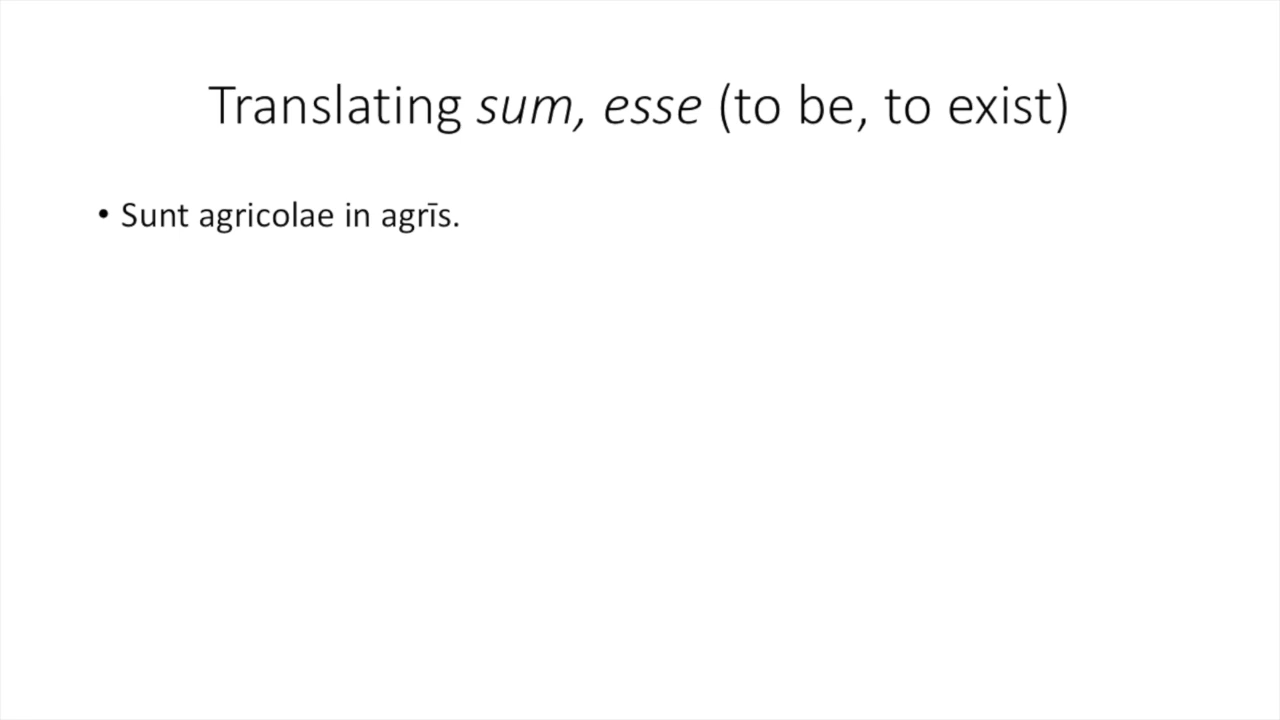 Translating sum, esse (to be, to exist)
• Sunt agricolae in agrīs.